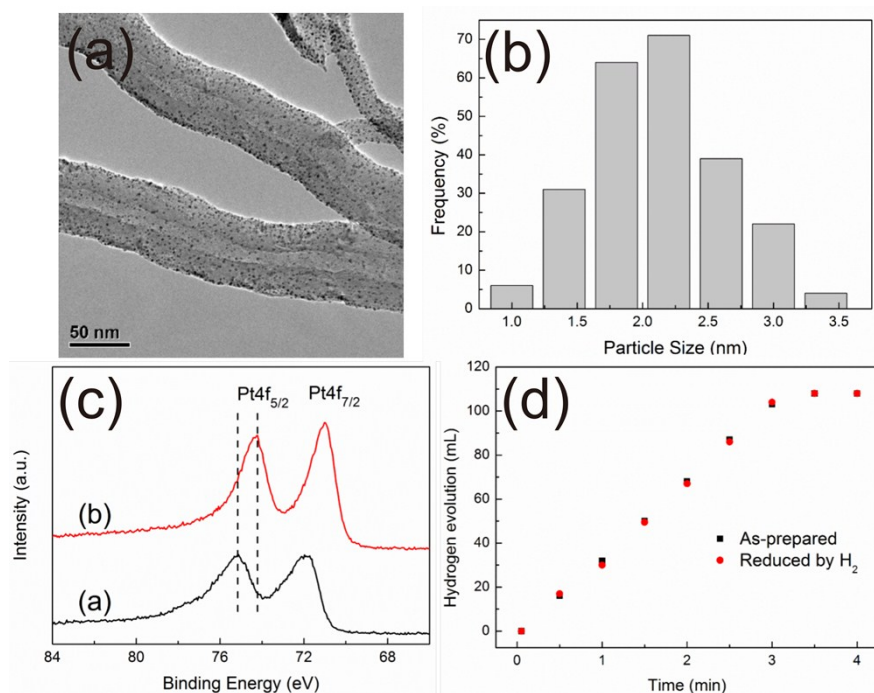 (a)
50 nm
(b)
Frequency (%)
70
60
50
40
30
20
10
0
1.0 1.5 2.0 2.5 3.0 3.5
Particle Size (nm)
(c)
Pt4f5/2 Pt4f7/2
Intensity (a.u.)
(b)
(a)
84 80 76 72 68
Binding Energy (eV)
(d)
Hydrogen evolution (mL)
120
100
80
60
40
20
0
As-prepared
Reduced by H2
0 1 2 3 4
Time (min)